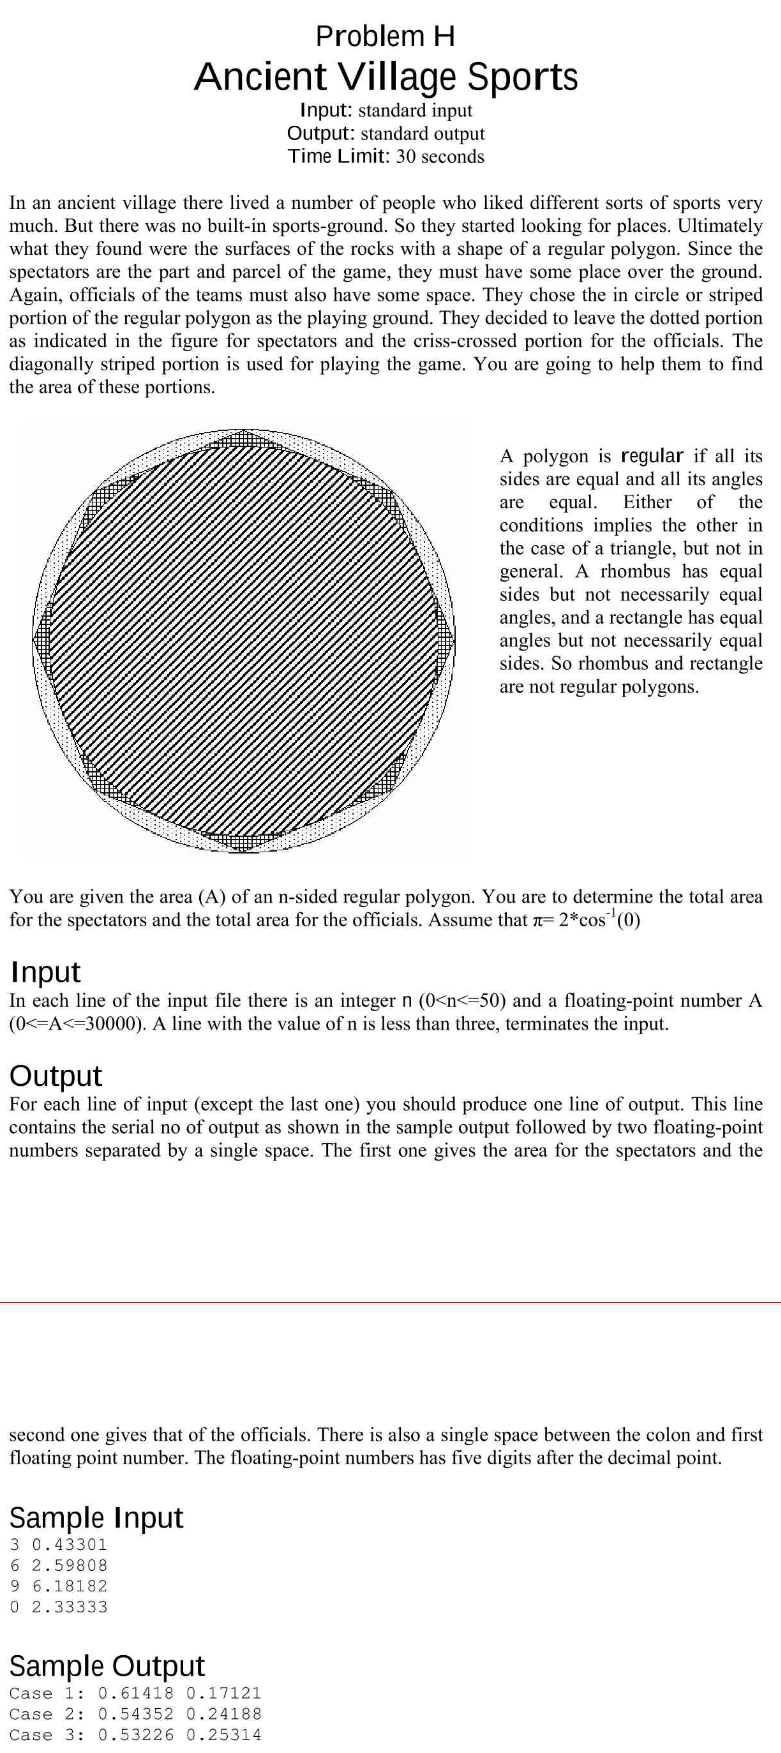 Problem H
Ancient Village Sports
Input: standard input
Output: standard output
Time Limit: 30 seconds
In an ancient village there lived a number of people who liked different sorts of sports very
much. But there was no built-in sports-ground. So they started looking for places. Ultimately
what they found were the surfaces of the rocks with a shape of a regular polygon. Since the
spectators are the part and parcel of the game, they must have some place over the ground.
Again, officials of the teams must also have some space. They chose the in circle or striped
portion of the regular polygon as the playing ground. They decided to leave the dotted portion
as indicated in the figure for spectators and the criss-crossed portion for the officials. The
diagonally striped portion is used for playing the game. You are going to help them to find
the area of these portions.
A polygon is regular if all its
sides are equal and all its angles
are equal. Either of the
conditions implies the other in
the case of a triangle, but not in
general. A rhombus has equal
sides but not necessarily equal
angles, and a rectangle has equal
angles but not necessarily equal
sides. So rhombus and rectangle
are not regular polygons.
You are given the area (A) of an n-sided regular polygon. You are to determine the total area
for the spectators and the total area for the officials. Assume that π= 2*cos⁻¹(0)
Input
In each line of the input file there is an integer n (0<n<=50) and a floating-point number A
(0<=A<=30000). A line with the value of n is less than three, terminates the input.
Output
For each line of input (except the last one) you should produce one line of output. This line
contains the serial no of output as shown in the sample output followed by two floating-point
numbers separated by a single space. The first one gives the area for the spectators and the
second one gives that of the officials. There is also a single space between the colon and first
floating point number. The floating-point numbers has five digits after the decimal point.
Sample Input
3 0.43301
6 2.59808
9 6.18182
0 2.33333
Sample Output
Case 1: 0.61418 0.17121
Case 2: 0.54352 0.24188
Case 3: 0.53226 0.25314